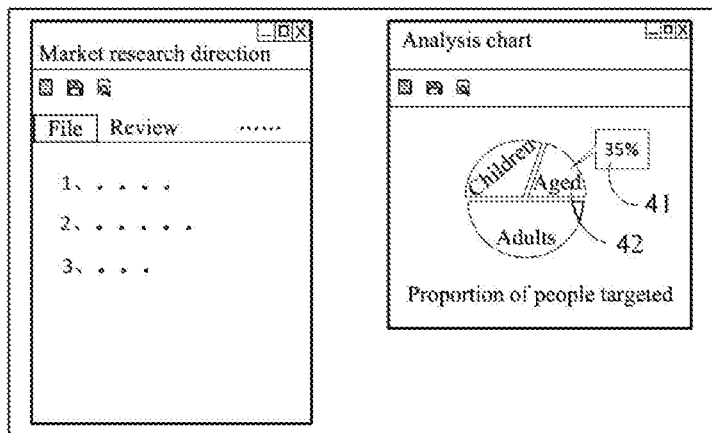 Market research direction
File Review ······
1、. . . .
2、. . . . .
3、. . .
Analysis chart
35%
Children
Aged
41
Adults
42
Proportion of people targeted